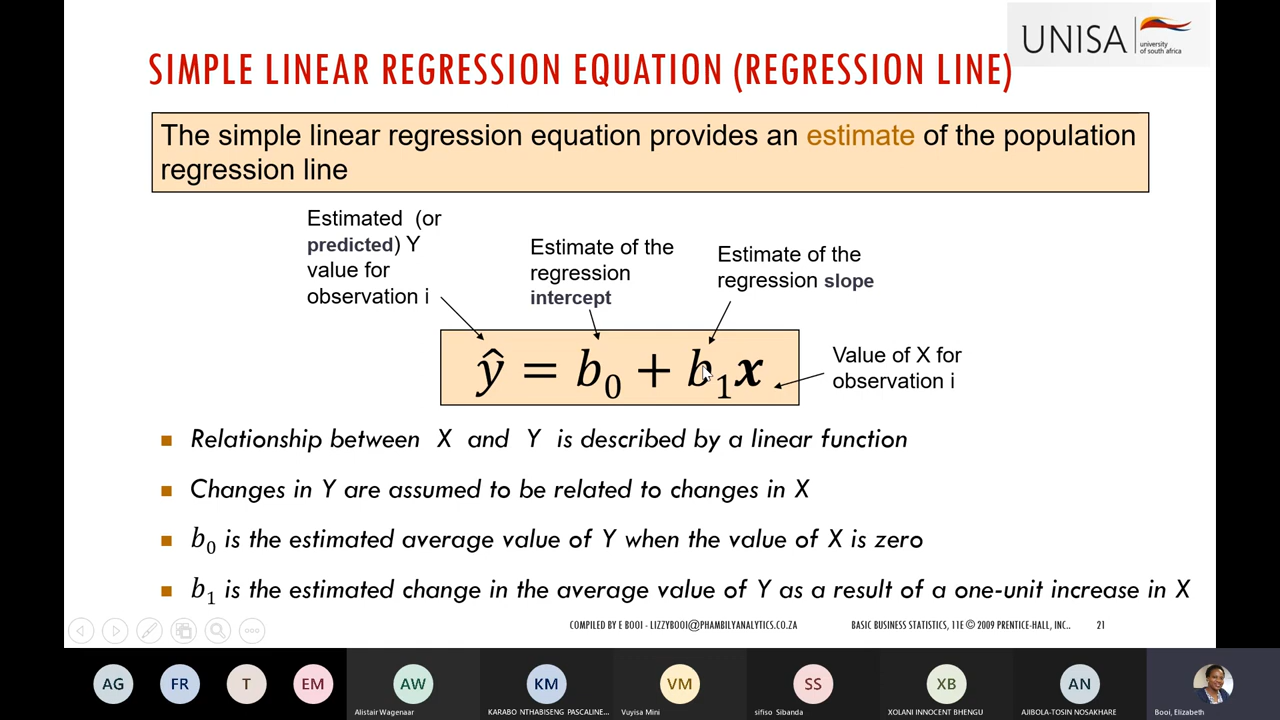 UNISA
university
of south africa
SIMPLE LINEAR REGRESSION EQUATION (REGRESSION LINE)
The simple linear regression equation provides an estimate of the population
regression line
Estimated (or
predicted) Y
value for
observation i
Estimate of the
regression
intercept
Estimate of the
regression slope
ŷ = b₀ + b₁x
Value of X for
observation i
Relationship between X and Y is described by a linear function
Changes in Y are assumed to be related to changes in X
b₀ is the estimated average value of Y when the value of X is zero
b₁ is the estimated change in the average value of Y as a result of a one-unit increase in X
COMPILED BY E BOOI - LIZZYBOOI@PHAMBILYANALYTICS.CO.ZA
BASIC BUSINESS STATISTICS, 11E © 2009 PRENTICE-HALL, INC..
21
AG
FR
T
EM
AW
Alistair Wagenaar
KM
KARABO NTHABISENG PASCALINE...
VM
Vuyisa Mini
SS
sifiso Sibanda
XB
XOLANI INNOCENT BHENGU
AN
AJIBOLA-TOSIN NOSAKHARE
Booi, Elizabeth